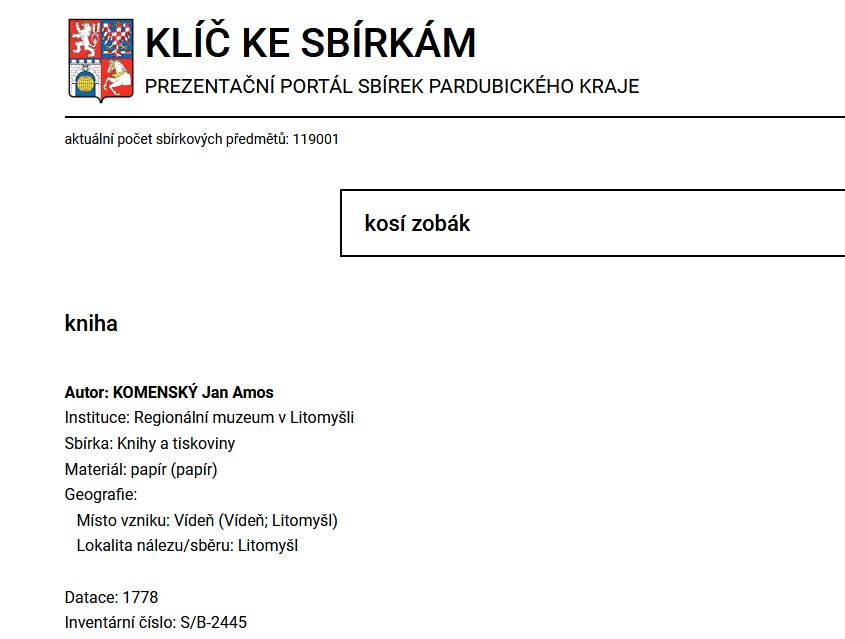 KLÍČ KE SBÍRKÁM
PREZENTAČNÍ PORTÁL SBÍREK PARDUBICKÉHO KRAJE
aktuální počet sbírkových předmětů: 119001
kosí zobák
kniha
Autor: KOMENSKÝ Jan Amos
Instituce: Regionální muzeum v Litomyšli
Sbírka: Knihy a tiskoviny
Materiál: papír (papír)
Geografie:
Místo vzniku: Vídeň (Vídeň; Litomyšl)
Lokalita nálezu/sběru: Litomyšl
Datace: 1778
Inventární číslo: S/B-2445